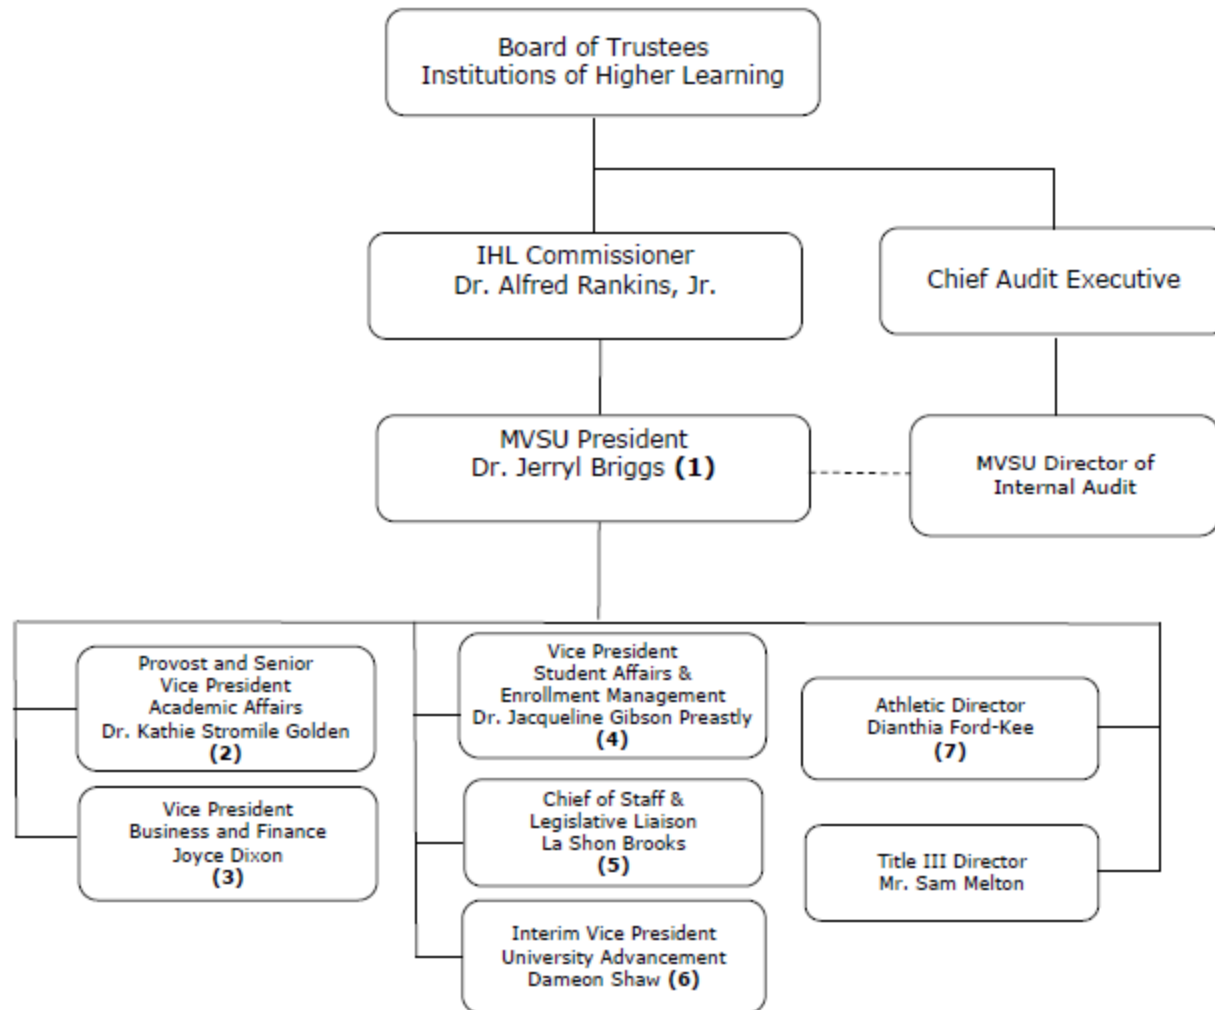 Board of Trustees
Institutions of Higher Learning
IHL Commissioner
Dr. Alfred Rankins, Jr.
Chief Audit Executive
MVSU President
Dr. Jerryl Briggs (1)
MVSU Director of
Internal Audit
Provost and Senior
Vice President
Academic Affairs
Dr. Kathie Stromile Golden
(2)
Vice President
Business and Finance
Joyce Dixon
(3)
Vice President
Student Affairs &
Enrollment Management
Dr. Jacqueline Gibson Preastly
(4)
Chief of Staff &
Legislative Liaison
La Shon Brooks
(5)
Interim Vice President
University Advancement
Dameon Shaw (6)
Athletic Director
Dianthia Ford-Kee
(7)
Title III Director
Mr. Sam Melton